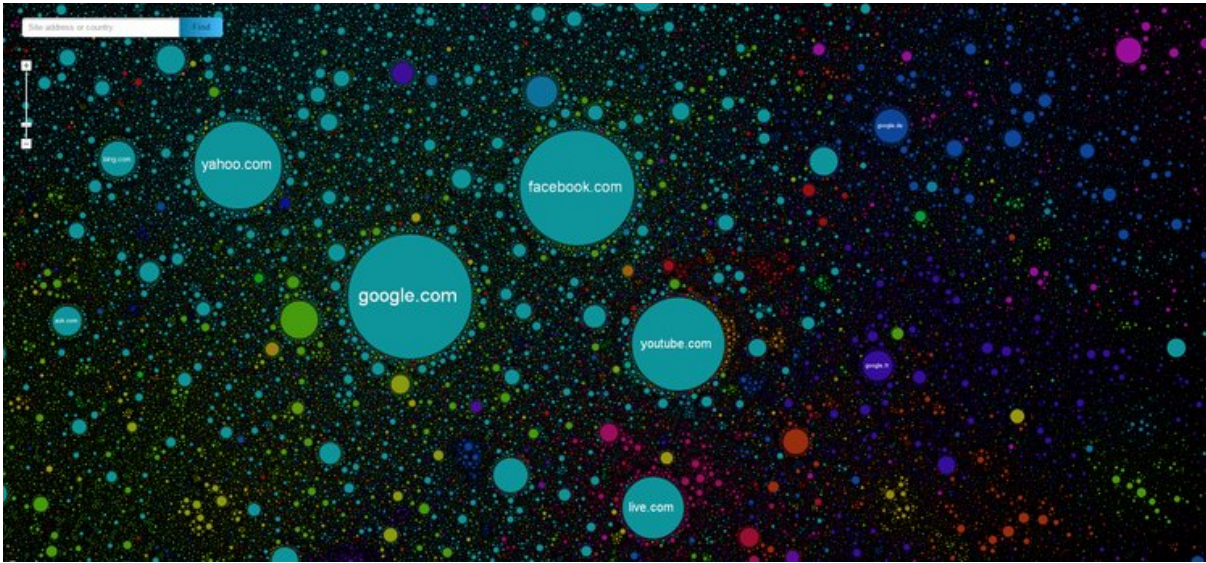 Site address or country
Find
+
yahoo.com
bing.com
facebook.com
google.de
google.com
ask.com
youtube.com
google.fr
live.com
−